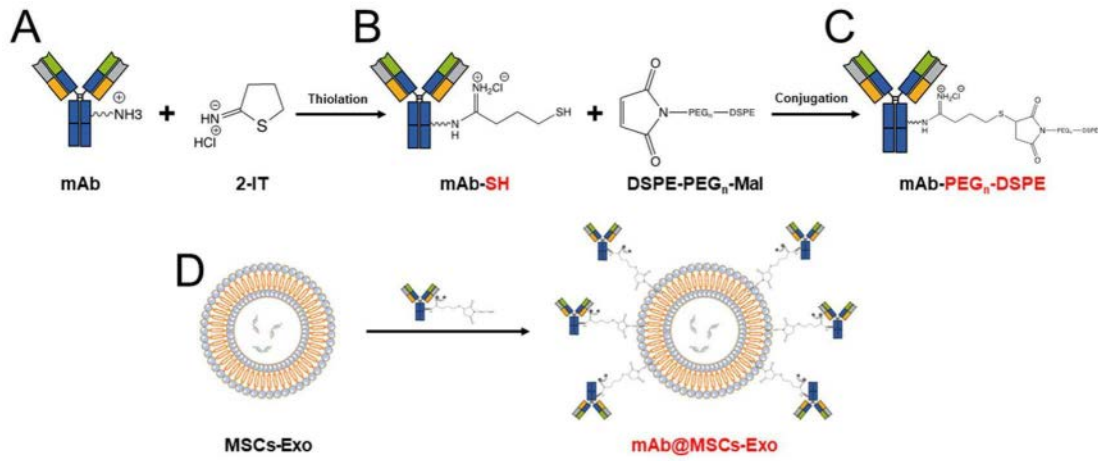 A
B
C
NH3
⊕
HN
⊖
S
HCl
⊕
Thiolation
⊕ ⊖
NH₂Cl
N
H
SH
O
N
O
PEGₙ
DSPE
Conjugation
⊕ ⊖
NH₂Cl
N
H
S
O
N
O
PEGₙ
DSPE
mAb
2-IT
mAb-SH
DSPE-PEGₙ-Mal
mAb-PEGₙ-DSPE
D
MSCs-Exo
mAb@MSCs-Exo